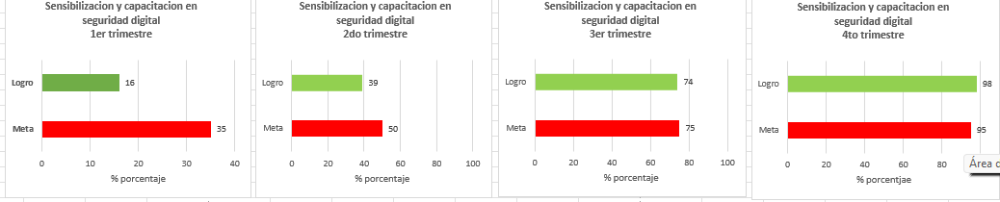 Sensibilizacion y capacitacion en
seguridad digital
1er trimestre
Logro
16
Meta
35
0 10 20 30 40
% porcentaje
Sensibilizacion y capacitacion en
seguridad digital
2do trimestre
Logro
39
Meta
50
0 20 40 60 80 100
% porcentaje
Sensibilizacion y capacitacion en
seguridad digital
3er trimestre
Logro
74
Meta
75
0 20 40 60 80 100
% porcentaje
Sensibilizacion y capacitacion en
seguridad digital
4to trimestre
Logro
98
Meta
95
0 20 40 60 80
% porcentjae
Área